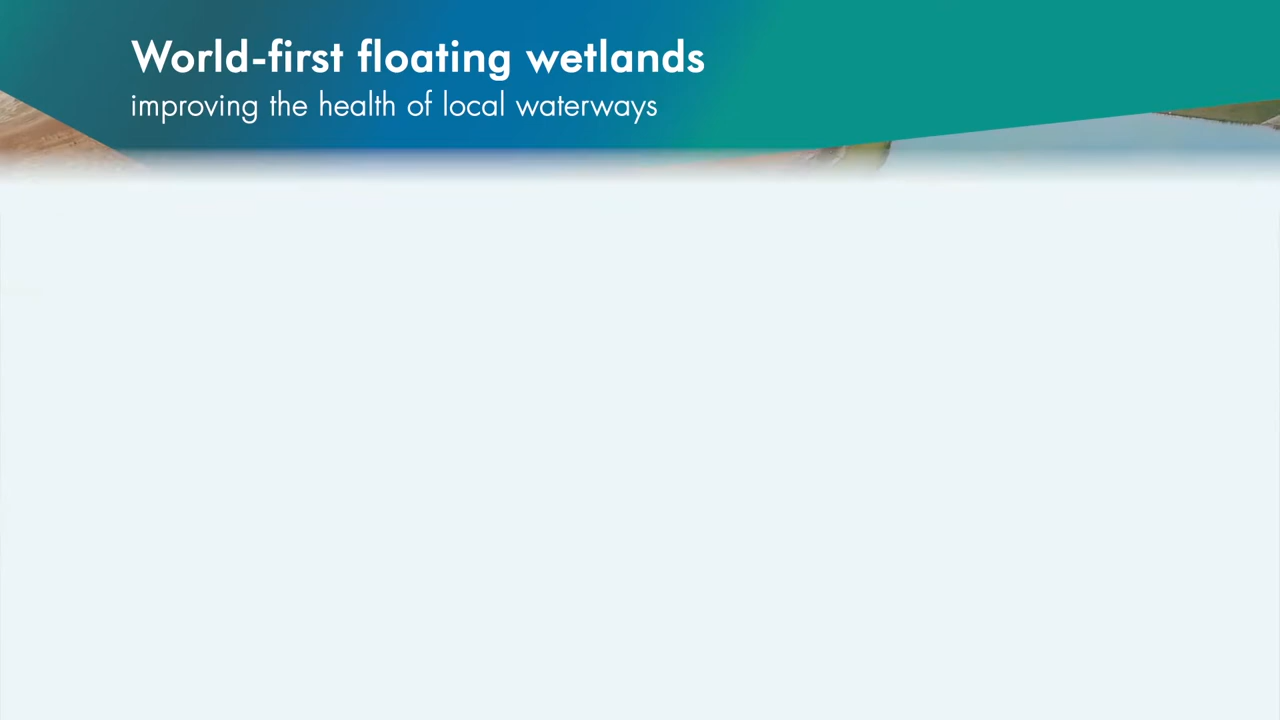 World-first floating wetlands
improving the health of local waterways